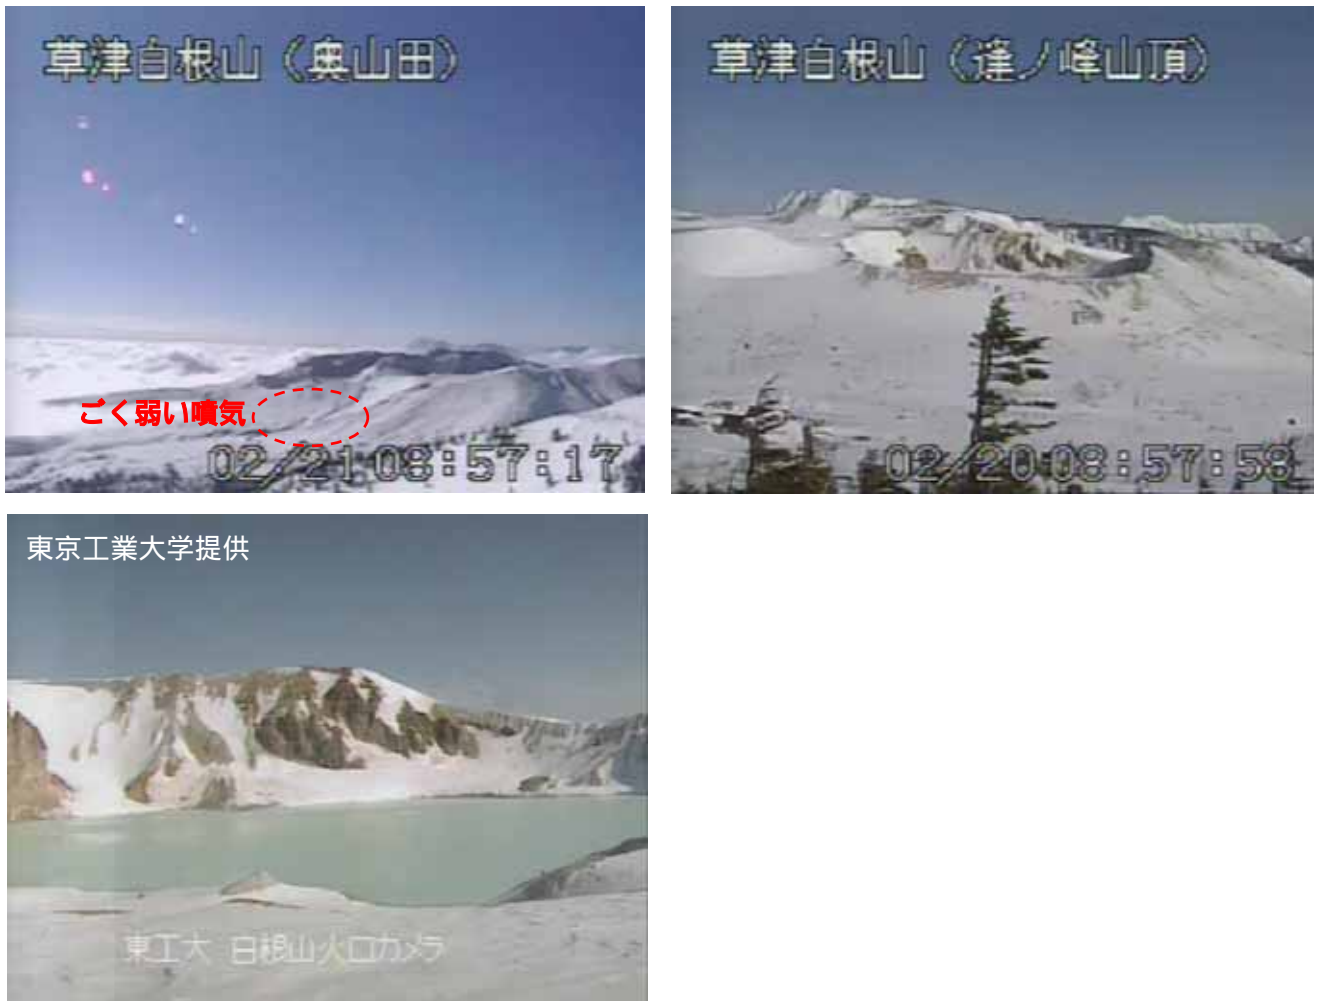 草津白根山（奥山田）
ごく弱い噴気
02/21 08:57:17
草津白根山（逢ノ峰山頂）
02/20 08:57:58
東京工業大学提供
東工大 白根山火口カメラ